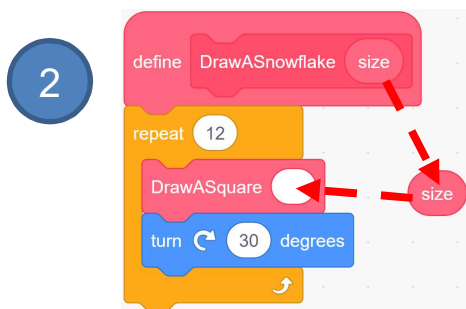 2
define DrawASnowflake size
repeat 12
DrawASquare
size
turn 30 degrees